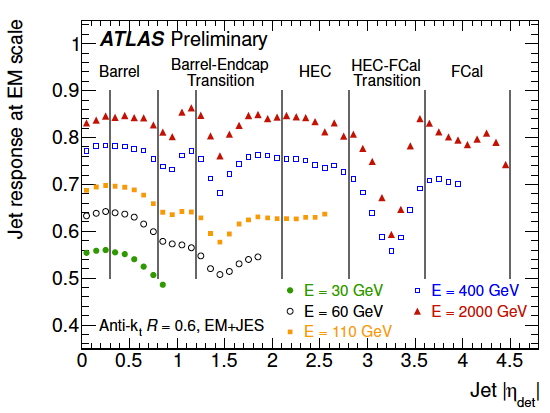 Jet response at EM scale
1
0.9
0.8
0.7
0.6
0.5
0.4
ATLAS Preliminary
Barrel
Barrel-Endcap
Transition
HEC
HEC-FCal
Transition
FCal
E = 30 GeV
E = 60 GeV
E = 110 GeV
E = 400 GeV
E = 2000 GeV
Anti-kt R = 0.6, EM+JES
0 0.5 1 1.5 2 2.5 3 3.5 4 4.5
Jet |ηdet|